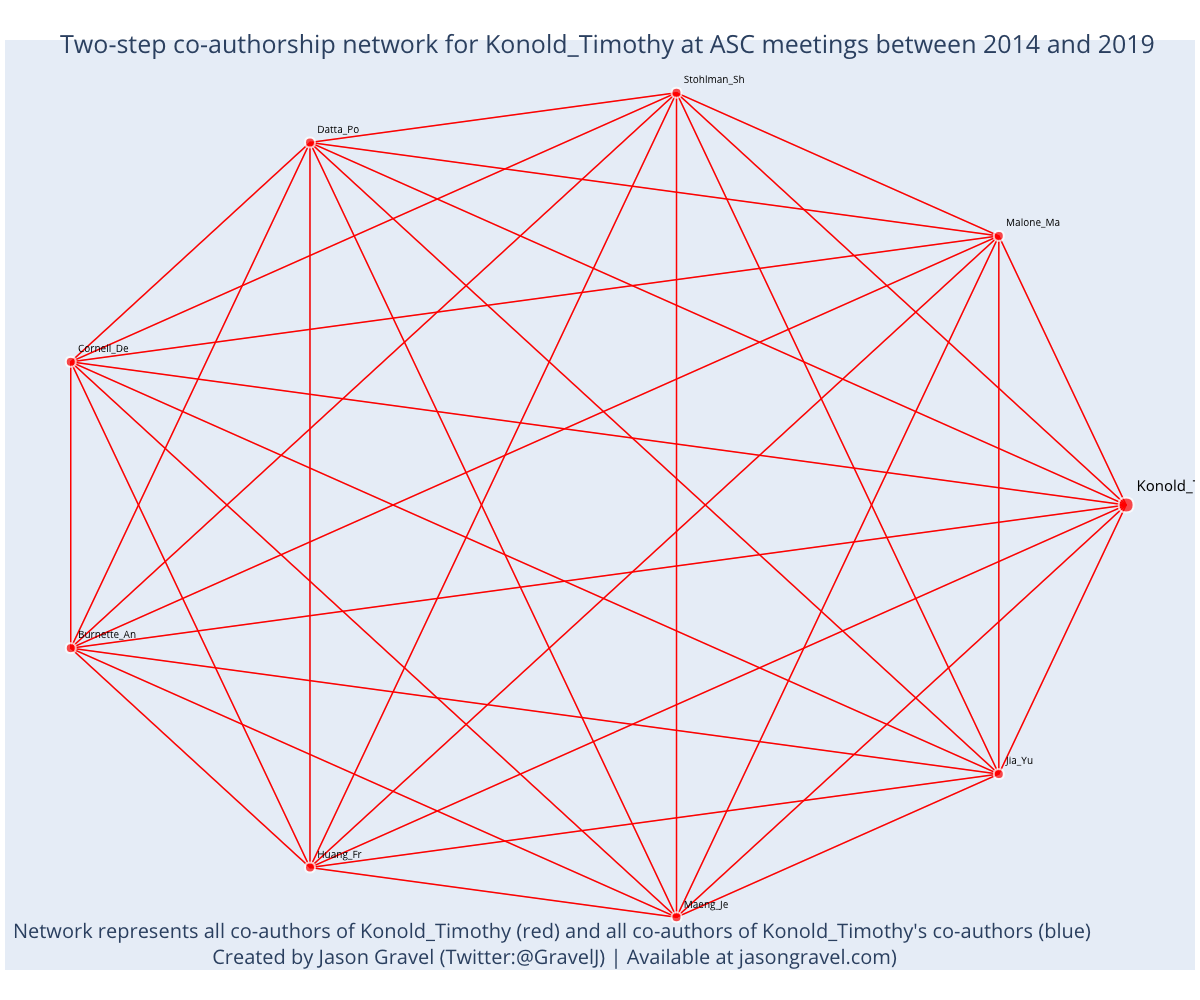 Two-step co-authorship network for Konold_Timothy at ASC meetings between 2014 and 2019
Stohlman_Sh
Datta_Po
Malone_Ma
Cornell_De
Konold_T
Burnette_An
Jia_Yu
Huang_Fr
Maeng_Je
Network represents all co-authors of Konold_Timothy (red) and all co-authors of Konold_Timothy's co-authors (blue)
Created by Jason Gravel (Twitter:@GravelJ) | Available at jasongravel.com)